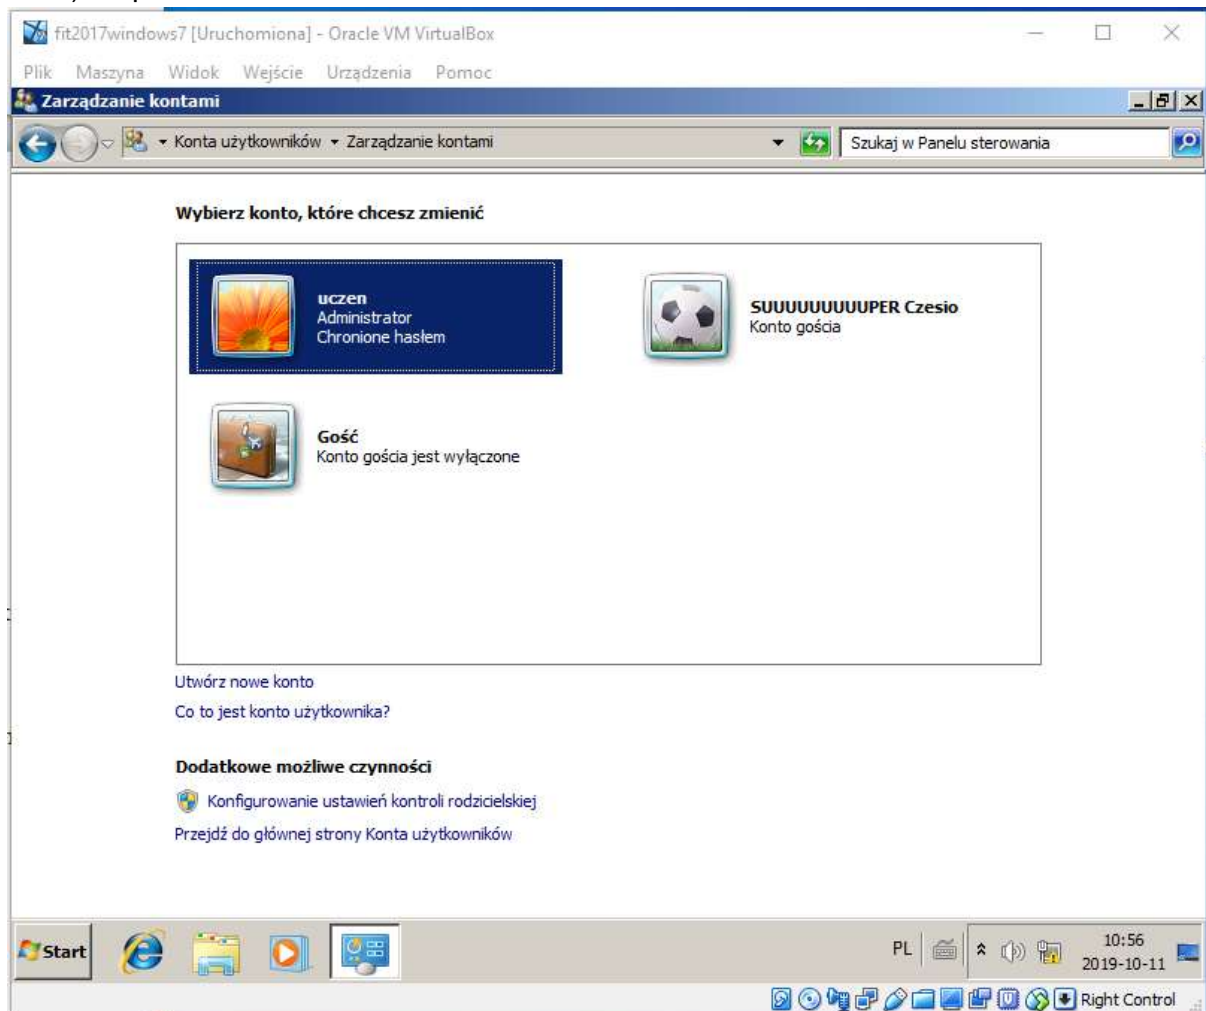 fit2017windows7 [Uruchomiona] - Oracle VM VirtualBox
Plik Maszyna Widok Wejście Urządzenia Pomoc
Zarządzanie kontami
Konta użytkowników Zarządzanie kontami Szukaj w Panelu sterowania
Wybierz konto, które chcesz zmienić
uczen
Administrator
Chronione hasłem
SUUUUUUUUUPER Czesio
Konto gościa
Gość
Konto gościa jest wyłączone
Utwórz nowe konto
Co to jest konto użytkownika?
Dodatkowe możliwe czynności
Konfigurowanie ustawień kontroli rodzicielskiej
Przejdź do głównej strony Konta użytkowników
Start PL 10:56
2019-10-11
Right Control